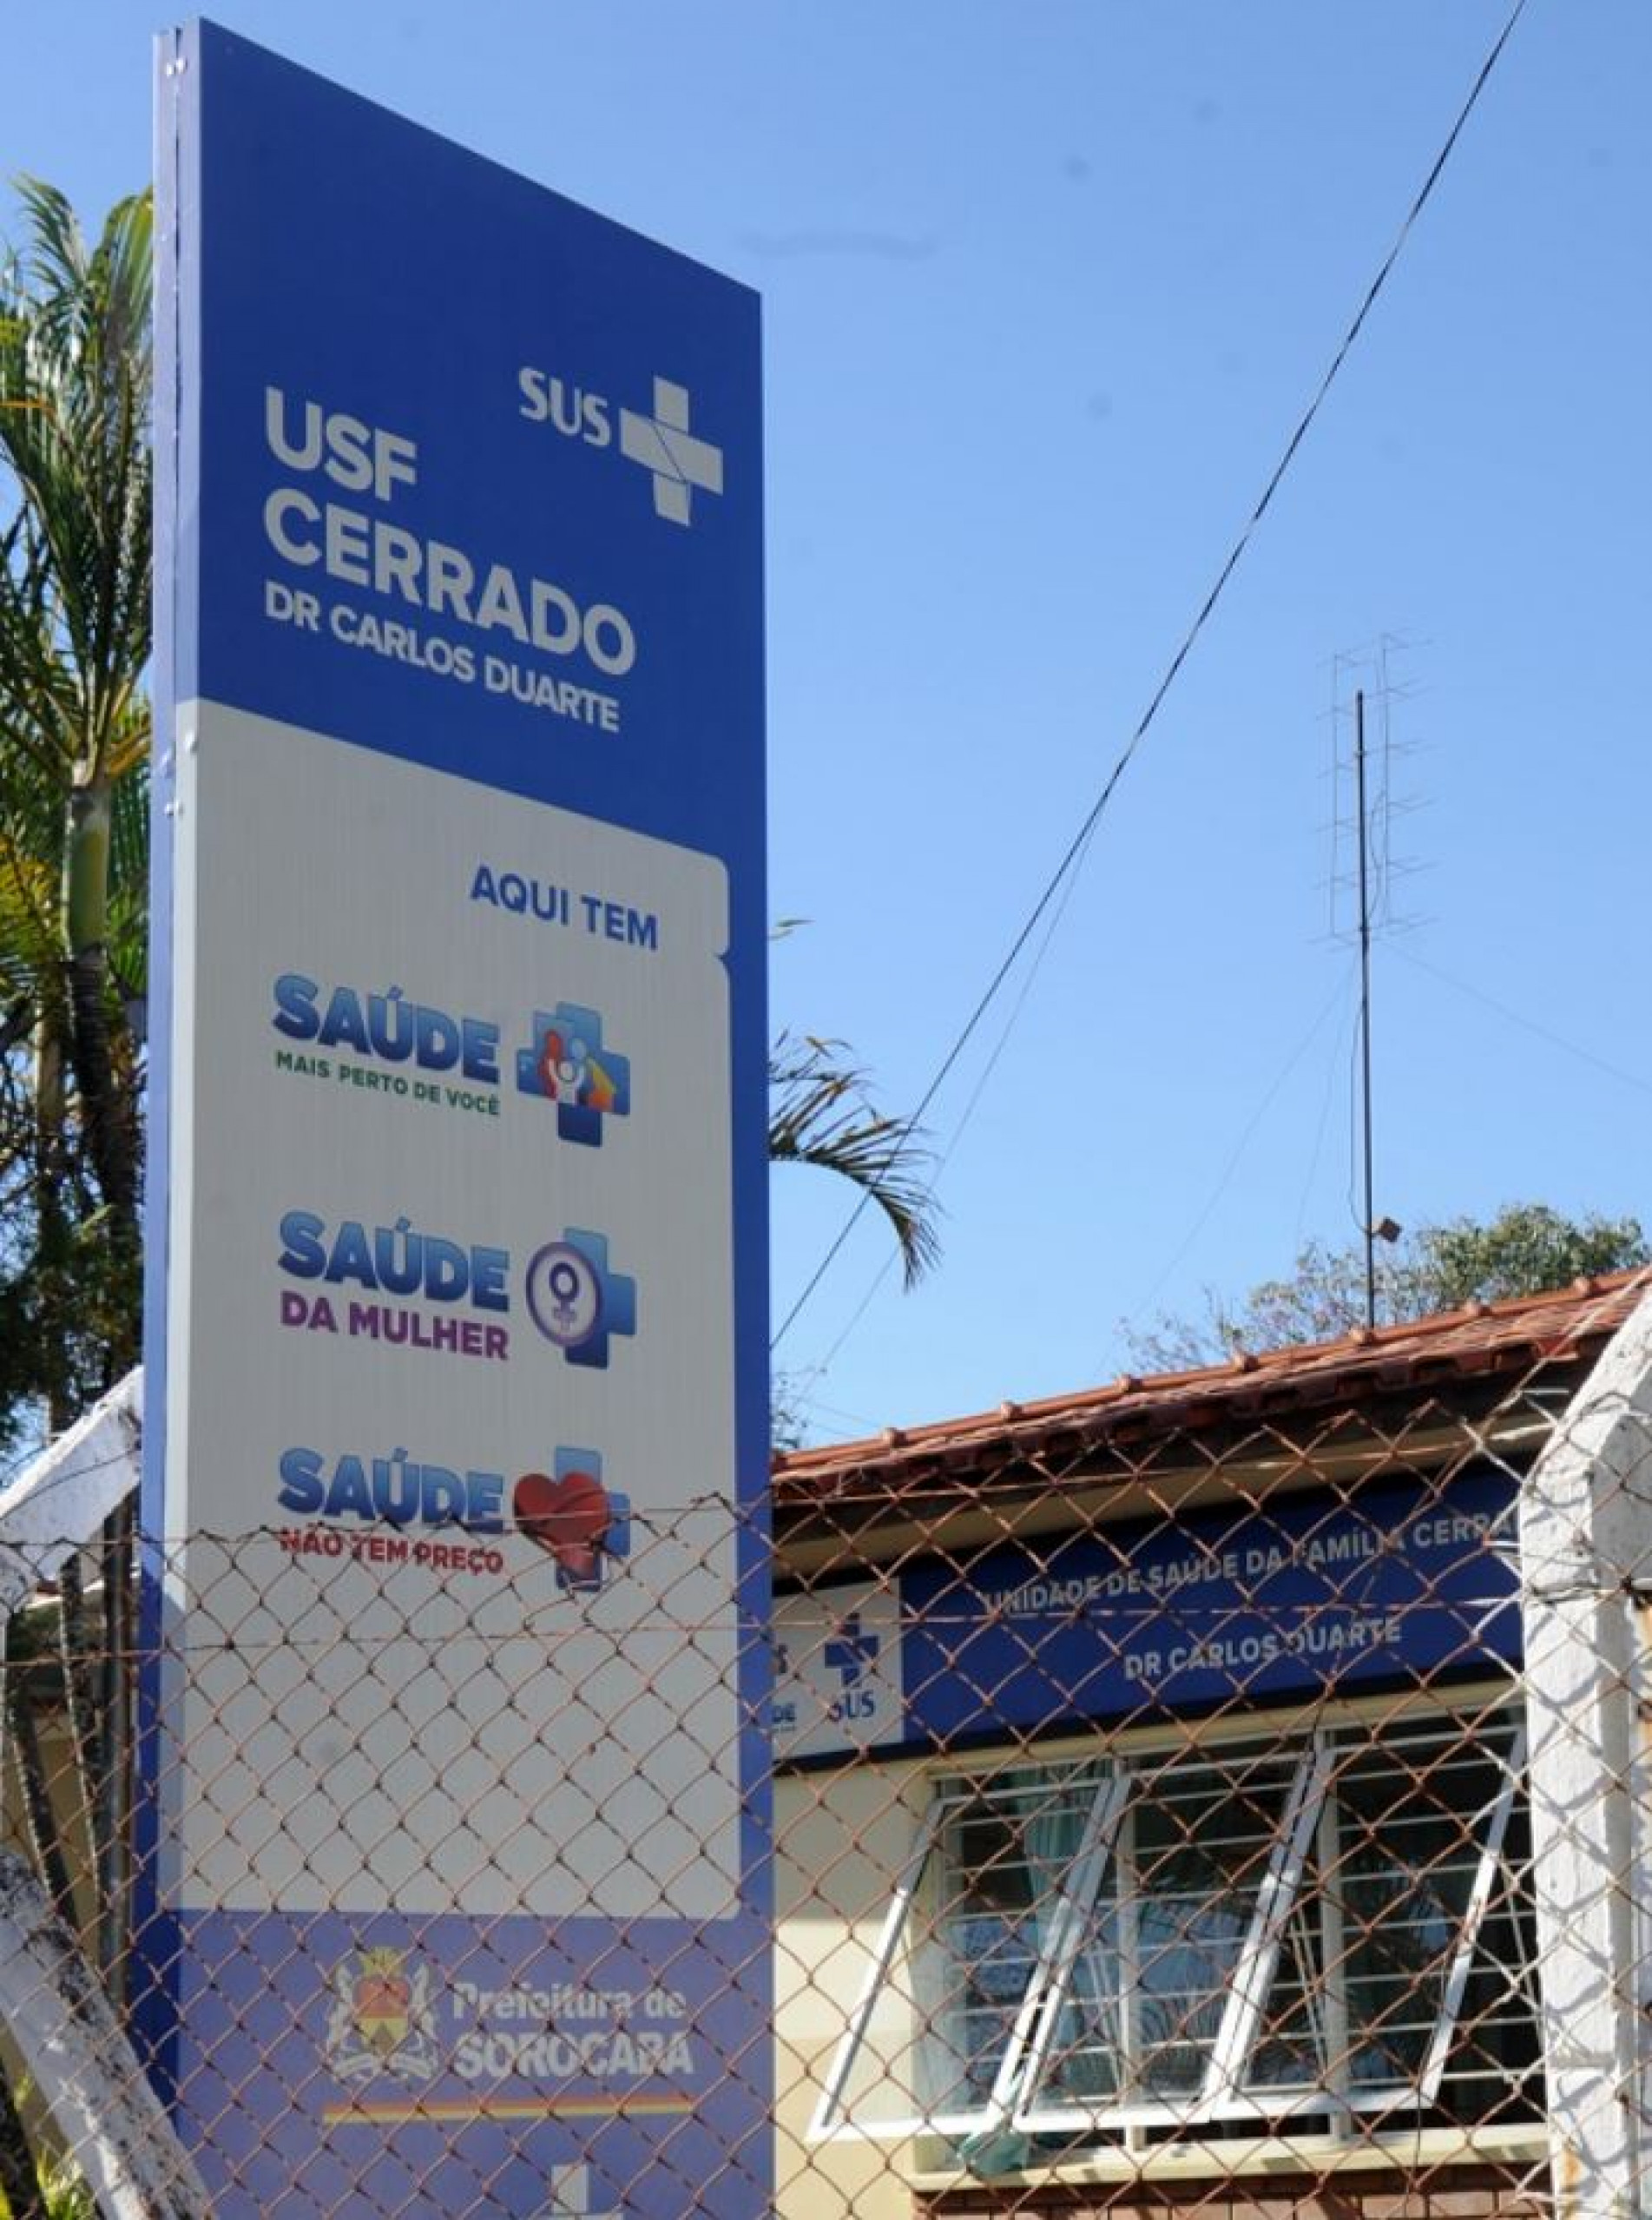 SUS
USF
CERRADO
DR CARLOS DUARTE
AQUI TEM
SAÚDE
MAIS PERTO DE VOCÊ
SAÚDE
DA MULHER
SAÚDE
NÃO TEM PREÇO
Prefeitura de
SOROCABA
UNIDADE DE SAÚDE DA FAMÍLIA CERRA
DR CARLOS DUARTE
SUS